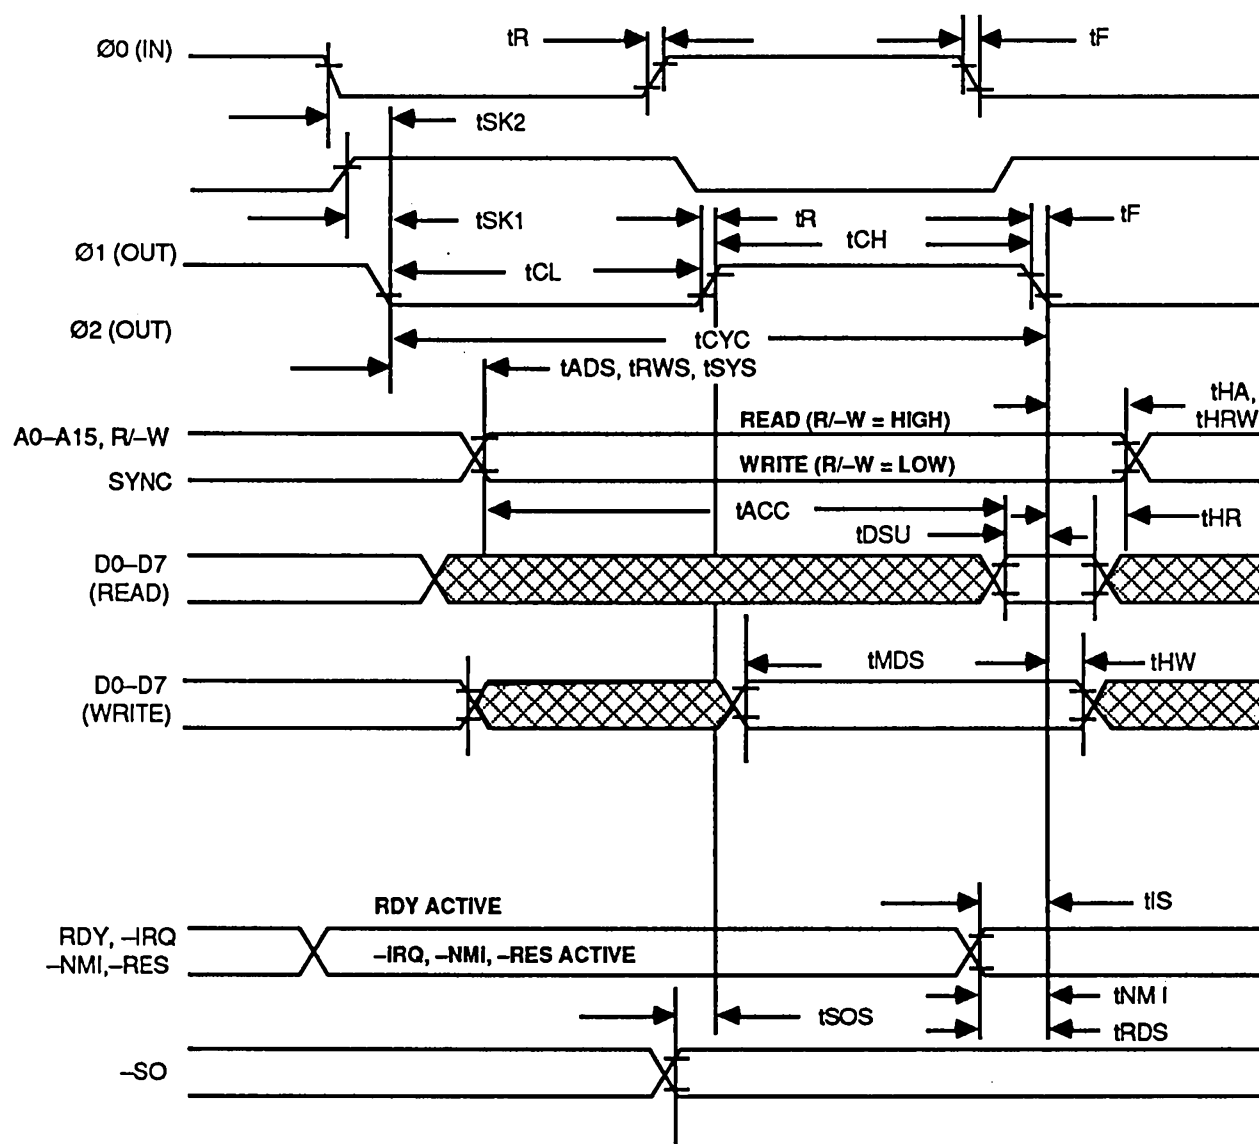 Ø0 (IN)
tR
tF
tSK2
tSK1
tR
tF
Ø1 (OUT)
tCH
tCL
Ø2 (OUT)
tCYC
tADS, tRWS, tSYS
tHA,
tHRW
A0–A15, R/–W
READ (R/–W = HIGH)
SYNC
WRITE (R/–W = LOW)
tACC
tDSU
tHR
D0–D7
(READ)
tMDS
tHW
D0–D7
(WRITE)
tIS
RDY ACTIVE
RDY, –IRQ
–NMI,–RES
–IRQ, –NMI, –RES ACTIVE
tNMI
tSOS
tRDS
–SO